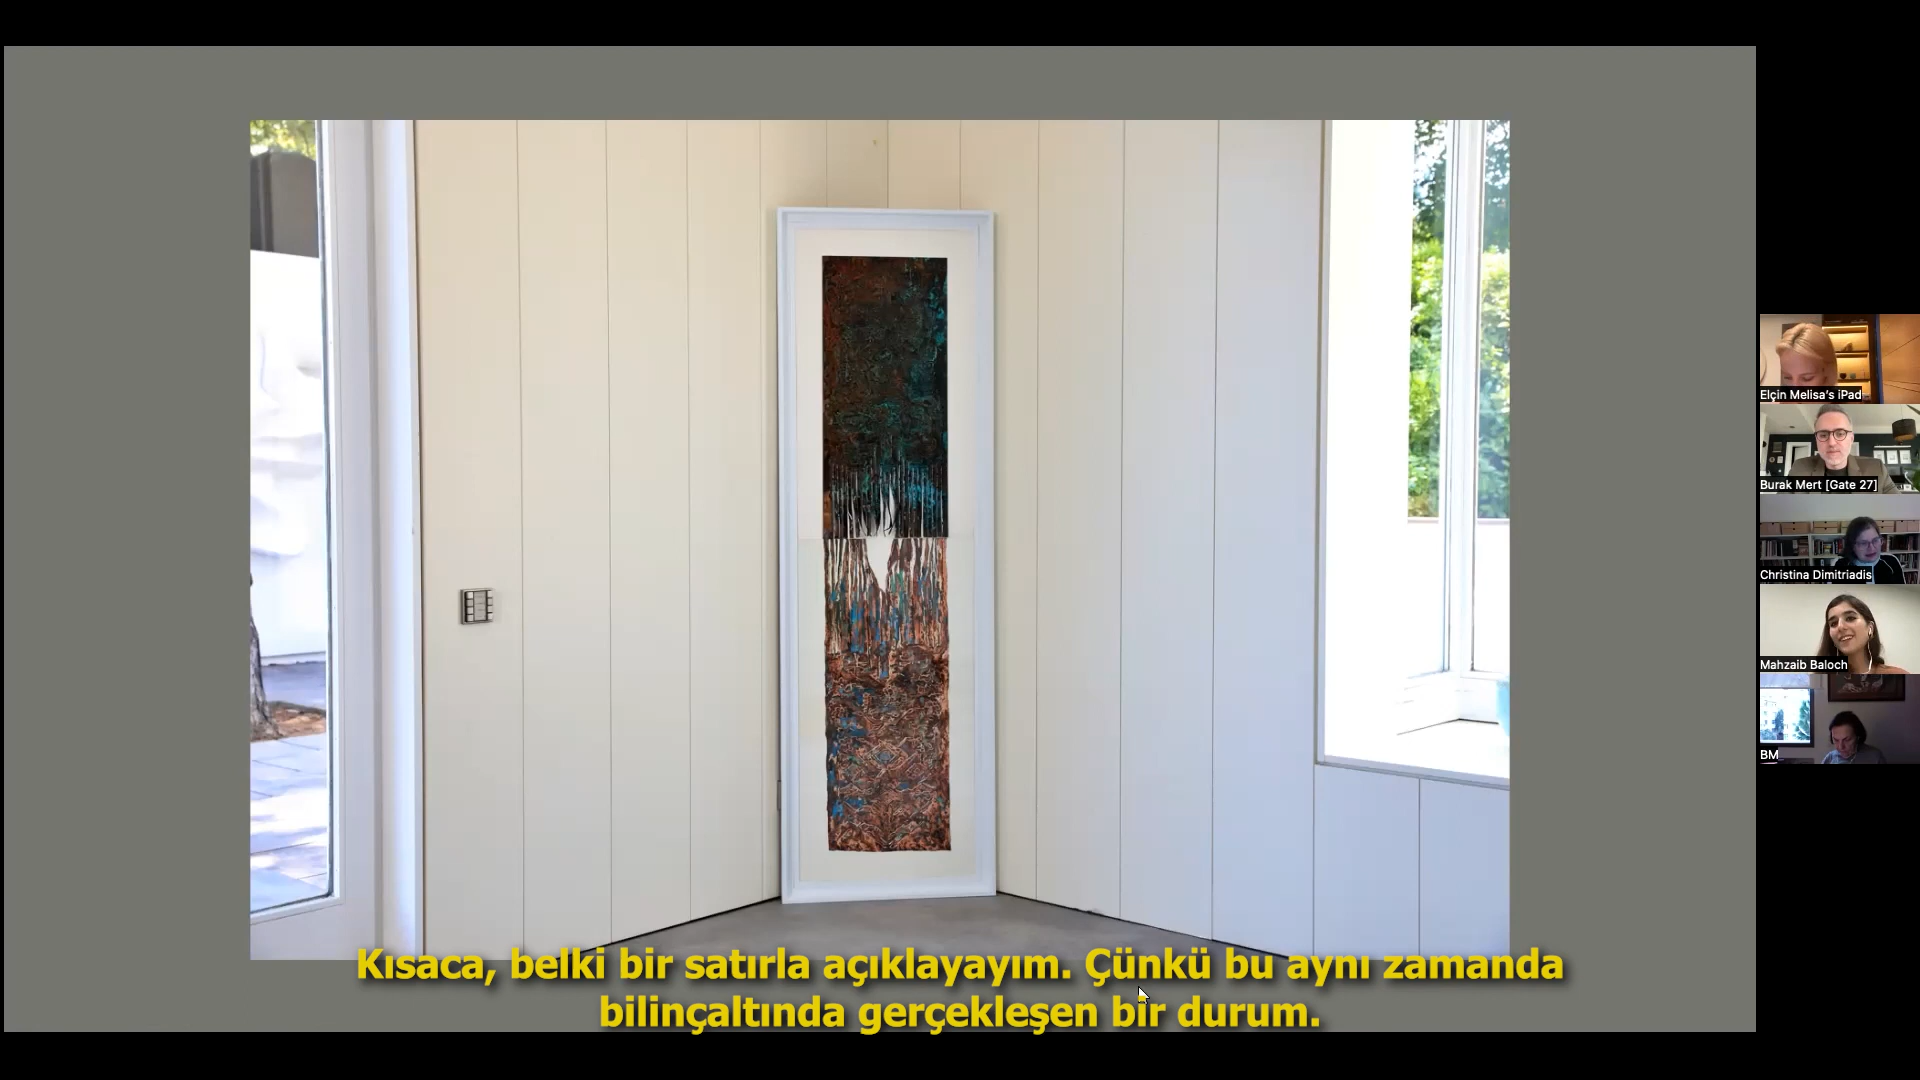 Elçin Melisa's iPad
Burak Mert [Gate 27]
Christina Dimitriadis
Mahzaib Baloch
BM
Kısaca, belki bir satırla açıklayayım. Çünkü bu aynı zamanda
bilinçaltında gerçekleşen bir durum.